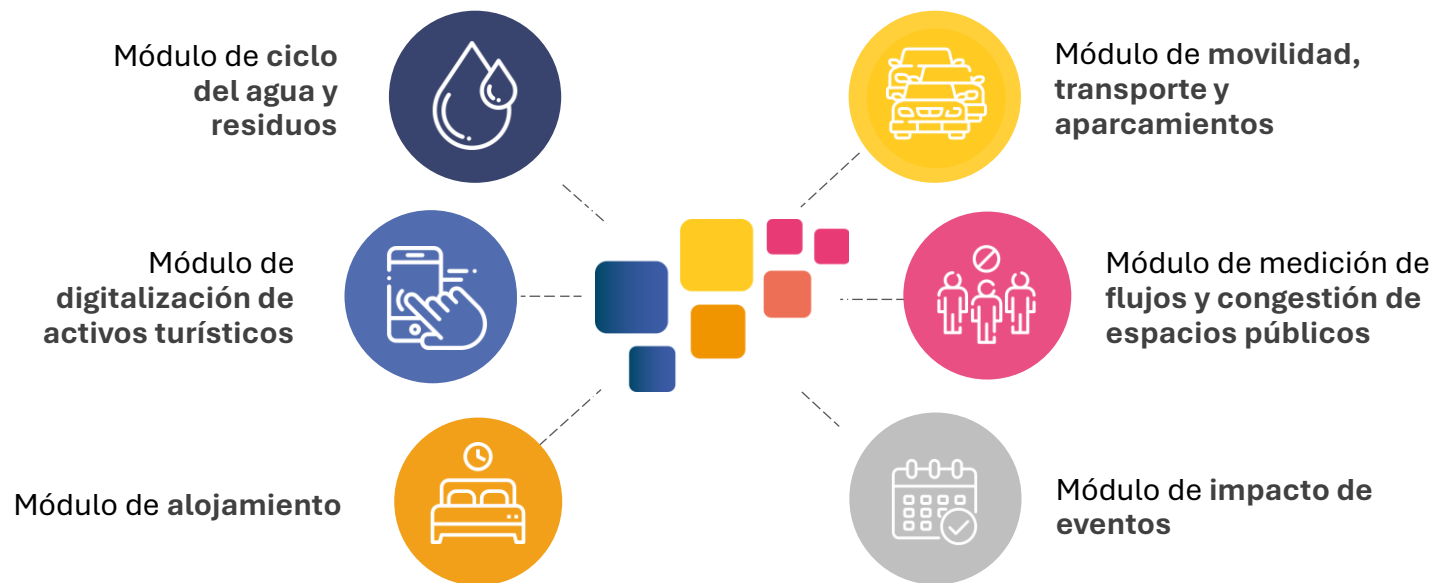 Módulo de ciclo
del agua y
residuos
Módulo de movilidad,
transporte y
aparcamientos
Módulo de
digitalización de
activos turísticos
Módulo de medición de
flujos y congestión de
espacios públicos
Módulo de alojamiento
Módulo de impacto de
eventos